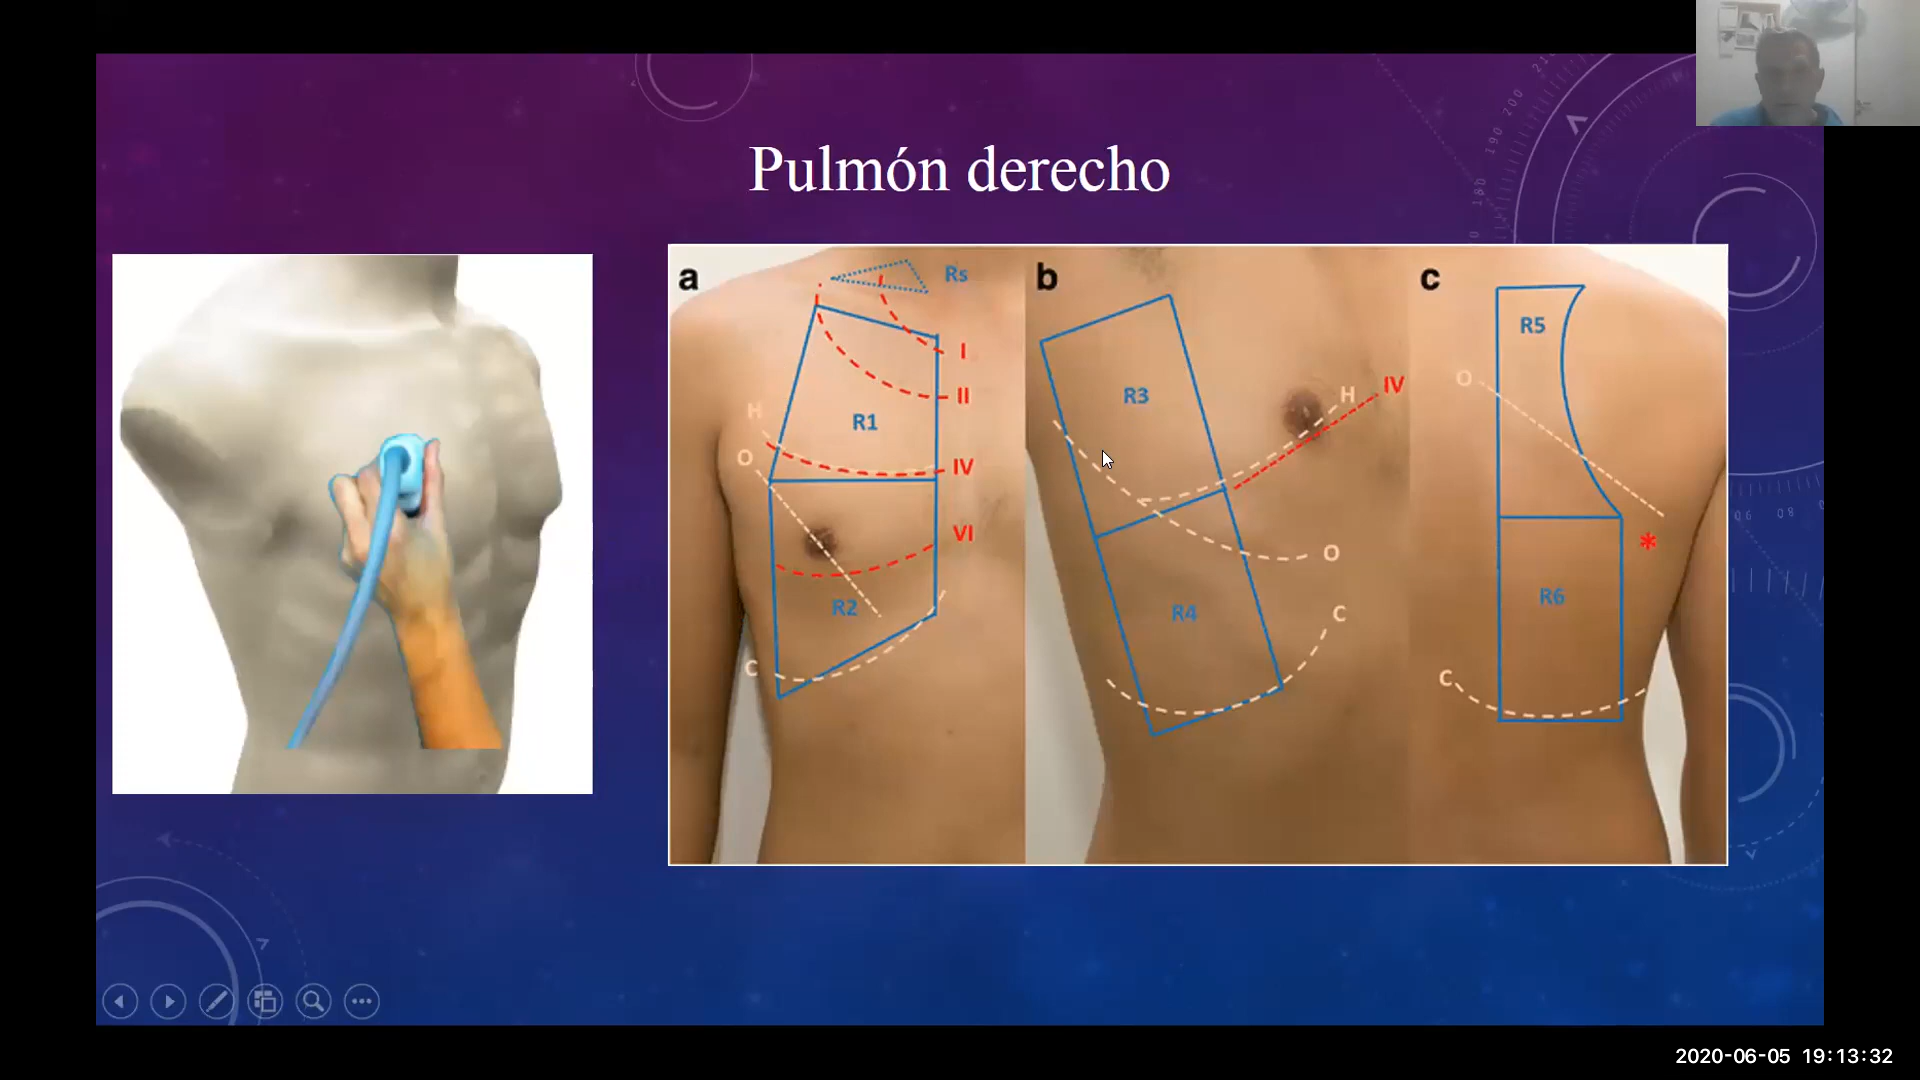 Pulmón derecho
a
Rs
I
II
H
R1
O
IV
VI
R2
C
b
R3
H
IV
O
R4
C
c
R5
O
*
R6
C
2020-06-05 19:13:32